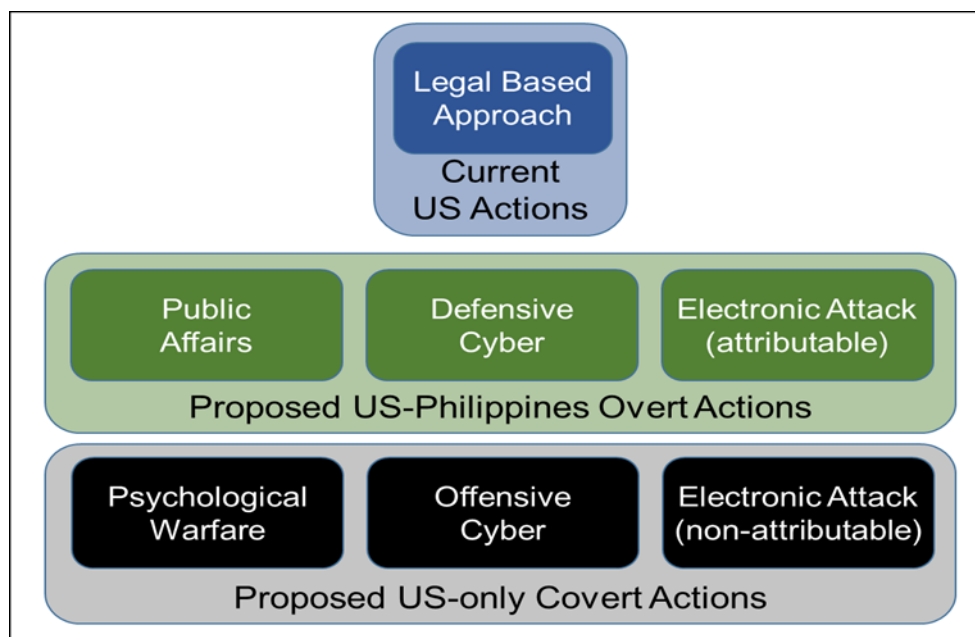 Legal Based
Approach
Current
US Actions
Public
Affairs
Defensive
Cyber
Electronic Attack
(attributable)
Proposed US-Philippines Overt Actions
Psychological
Warfare
Offensive
Cyber
Electronic Attack
(non-attributable)
Proposed US-only Covert Actions